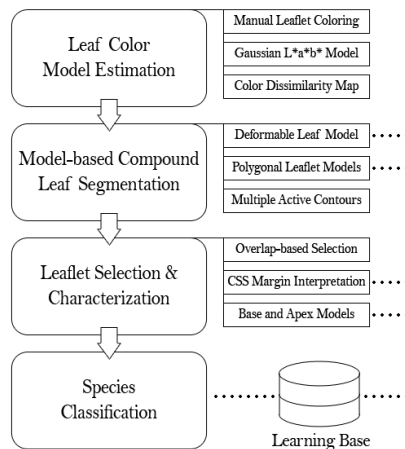 Leaf Color
Model Estimation
Manual Leaflet Coloring
Gaussian L*a*b* Model
Color Dissimilarity Map
Model-based Compound
Leaf Segmentation
Deformable Leaf Model
Polygonal Leaflet Models
Multiple Active Contours
Leaflet Selection &
Characterization
Overlap-based Selection
CSS Margin Interpretation
Base and Apex Models
Species
Classification
Learning Base